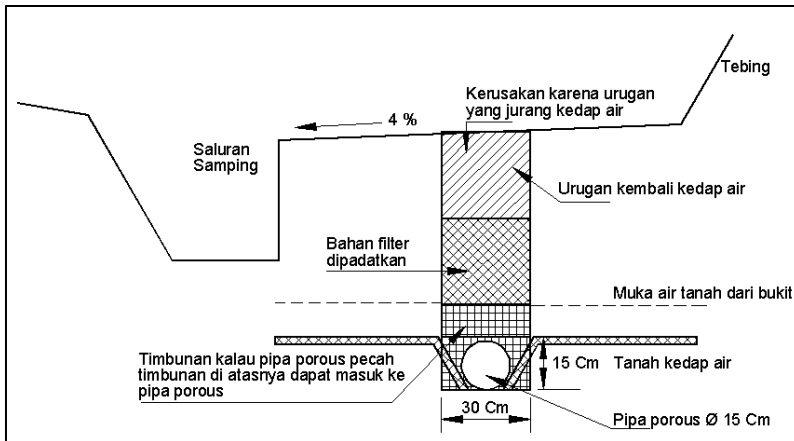 Tebing
Kerusakan karena urugan
yang jurang kedap air
4 %
Saluran
Samping
Urugan kembali kedap air
Bahan filter
dipadatkan
Muka air tanah dari bukit
Timbunan kalau pipa porous pecah
timbunan di atasnya dapat masuk ke
pipa porous
15 Cm
Tanah kedap air
30 Cm
Pipa porous Ø 15 Cm